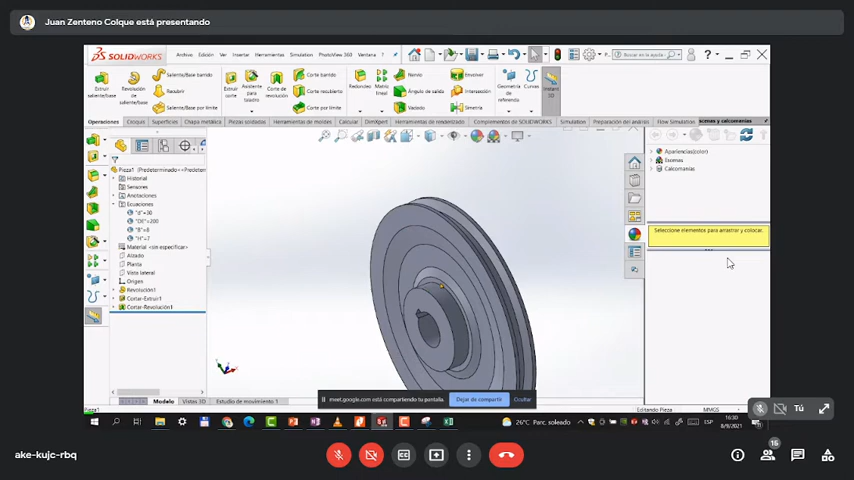 Juan Zenteno Colque está presentando
SOLIDWORKS
Archivo Edición Ver Insertar Herramientas Simulation PhotoView 360 Ventana ?
Buscar en la ayuda
Extruir saliente/base
Revolución de saliente/base
Saliente/Base barrido
Recubrir
Saliente/Base por límite
Extruir corte
Asistente para taladro
Corte de revolución
Corte barrido
Corte recubierto
Corte por límite
Redondeo
Matriz lineal
Nervio
Ángulo de salida
Vaciado
Envolver
Intersección
Simetría
Geometría de referencia
Curvas
Instant 3D
Operaciones Croquis Superficies Chapa metálica Piezas soldadas Herramientas de moldes Calcular DimXpert Herramientas de renderizado Complementos de SOLIDWORKS Simulation Preparación del análisis Flow Simulation
Apariencias(color)
Escenas
Calcomanías
Seleccione elementos para arrastrar y colocar.
Historial
Sensores
Anotaciones
Ecuaciones
"d"=30
"B"=8
"H"=7
Material <sin especificar>
Alzado
Planta
Vista lateral
Origen
Revolución1
Cortar-Extruir1
Cortar-Revolución1
Modelo Vistas 3D Estudio de movimiento 1
meet.google.com está compartiendo tu pantalla.
Dejar de compartir
Ocultar
Pieza1
Editando Pieza
MMGS
26°C Parc. soleado
ESP
16:30
8/8/2021
Tú
ake-kujc-rbq